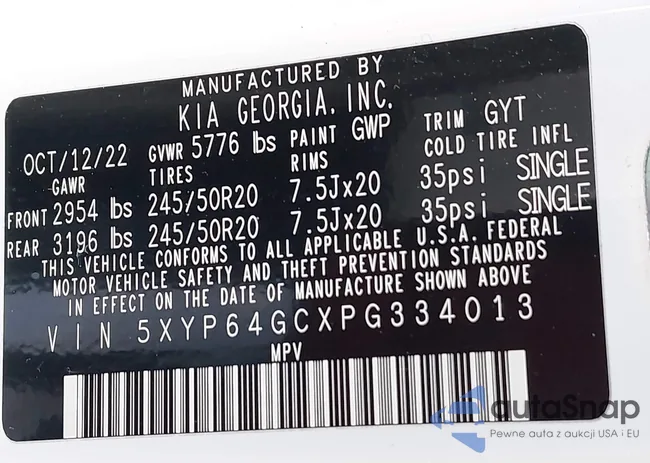 MANUFACTURED BY
KIA GEORGIA, INC.
OCT/12/22 GVWR 5776 lbs PAINT GWP TRIM GYT
GAWR TIRES RIMS COLD TIRE INFL
FRONT 2954 lbs 245/50R20 7.5Jx20 35psi SINGLE
REAR 3196 lbs 245/50R20 7.5Jx20 35psi SINGLE
THIS VEHICLE CONFORMS TO ALL APPLICABLE U.S.A. FEDERAL
MOTOR VEHICLE SAFETY AND THEFT PREVENTION STANDARDS
IN EFFECT ON THE DATE OF MANUFACTURE SHOWN ABOVE
VIN 5XYP64GCXPG334013
MPV
autaSnap
Pewne auta z aukcji USA i EU